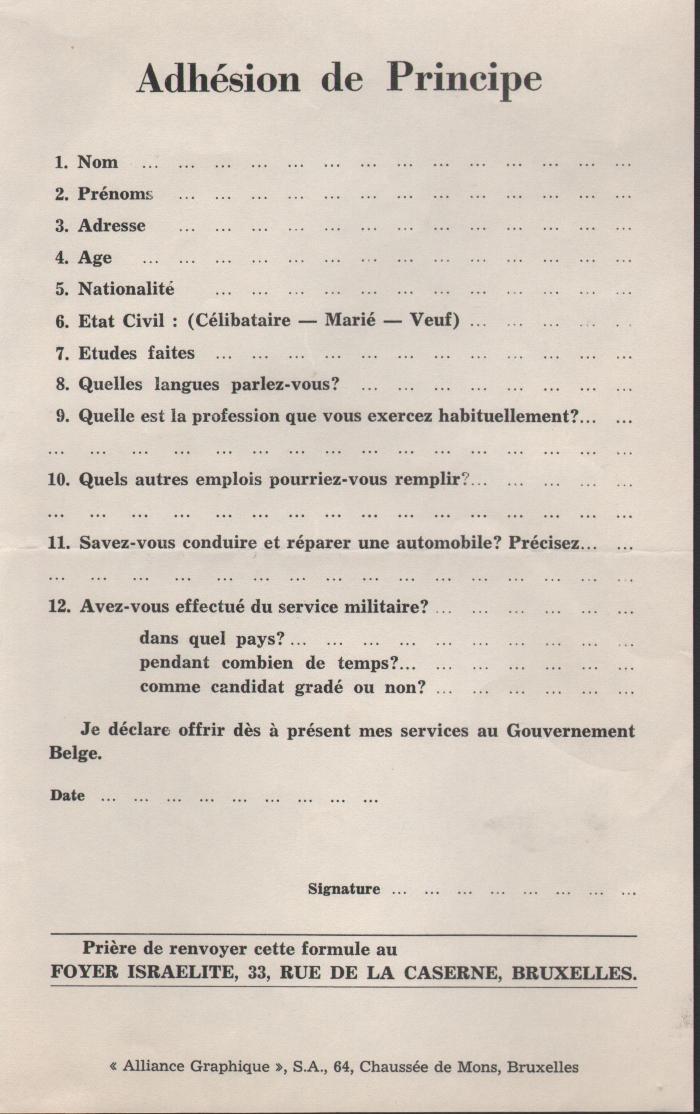 Adhésion de Principe
1. Nom ... ... ... ... ... ... ... ... ... ... ... ... ... ...
2. Prénoms ... ... ... ... ... ... ... ... ... ... ... ... ...
3. Adresse ... ... ... ... ... ... ... ... ... ... ... ... ...
4. Age ... ... ... ... ... ... ... ... ... ... ... ... ... ...
5. Nationalité ... ... ... ... ... ... ... ... ... ... ... ...
6. Etat Civil : (Célibataire — Marié — Veuf) ... ... ... ... ...
7. Etudes faites ... ... ... ... ... ... ... ... ... ... ... ...
8. Quelles langues parlez-vous? ... ... ... ... ... ... ... ...
9. Quelle est la profession que vous exercez habituellement?... ...
... ... ... ... ... ... ... ... ... ... ... ... ... ... ...
10. Quels autres emplois pourriez-vous remplir?... ... ... ... ...
... ... ... ... ... ... ... ... ... ... ... ... ... ... ...
11. Savez-vous conduire et réparer une automobile? Précisez... ...
... ... ... ... ... ... ... ... ... ... ... ... ... ... ...
12. Avez-vous effectué du service militaire? ... ... ... ... ... ...
dans quel pays?... ... ... ... ... ... ... ... ... ...
pendant combien de temps?... ... ... ... ... ... ...
comme candidat gradé ou non? ... ... ... ... ... ...
Je déclare offrir dès à présent mes services au Gouvernement
Belge.
Date ... ... ... ... ... ... ... ... ...
Signature ... ... ... ... ... ... ... ...
Prière de renvoyer cette formule au
FOYER ISRAELITE, 33, RUE DE LA CASERNE, BRUXELLES.
« Alliance Graphique », S.A., 64, Chaussée de Mons, Bruxelles